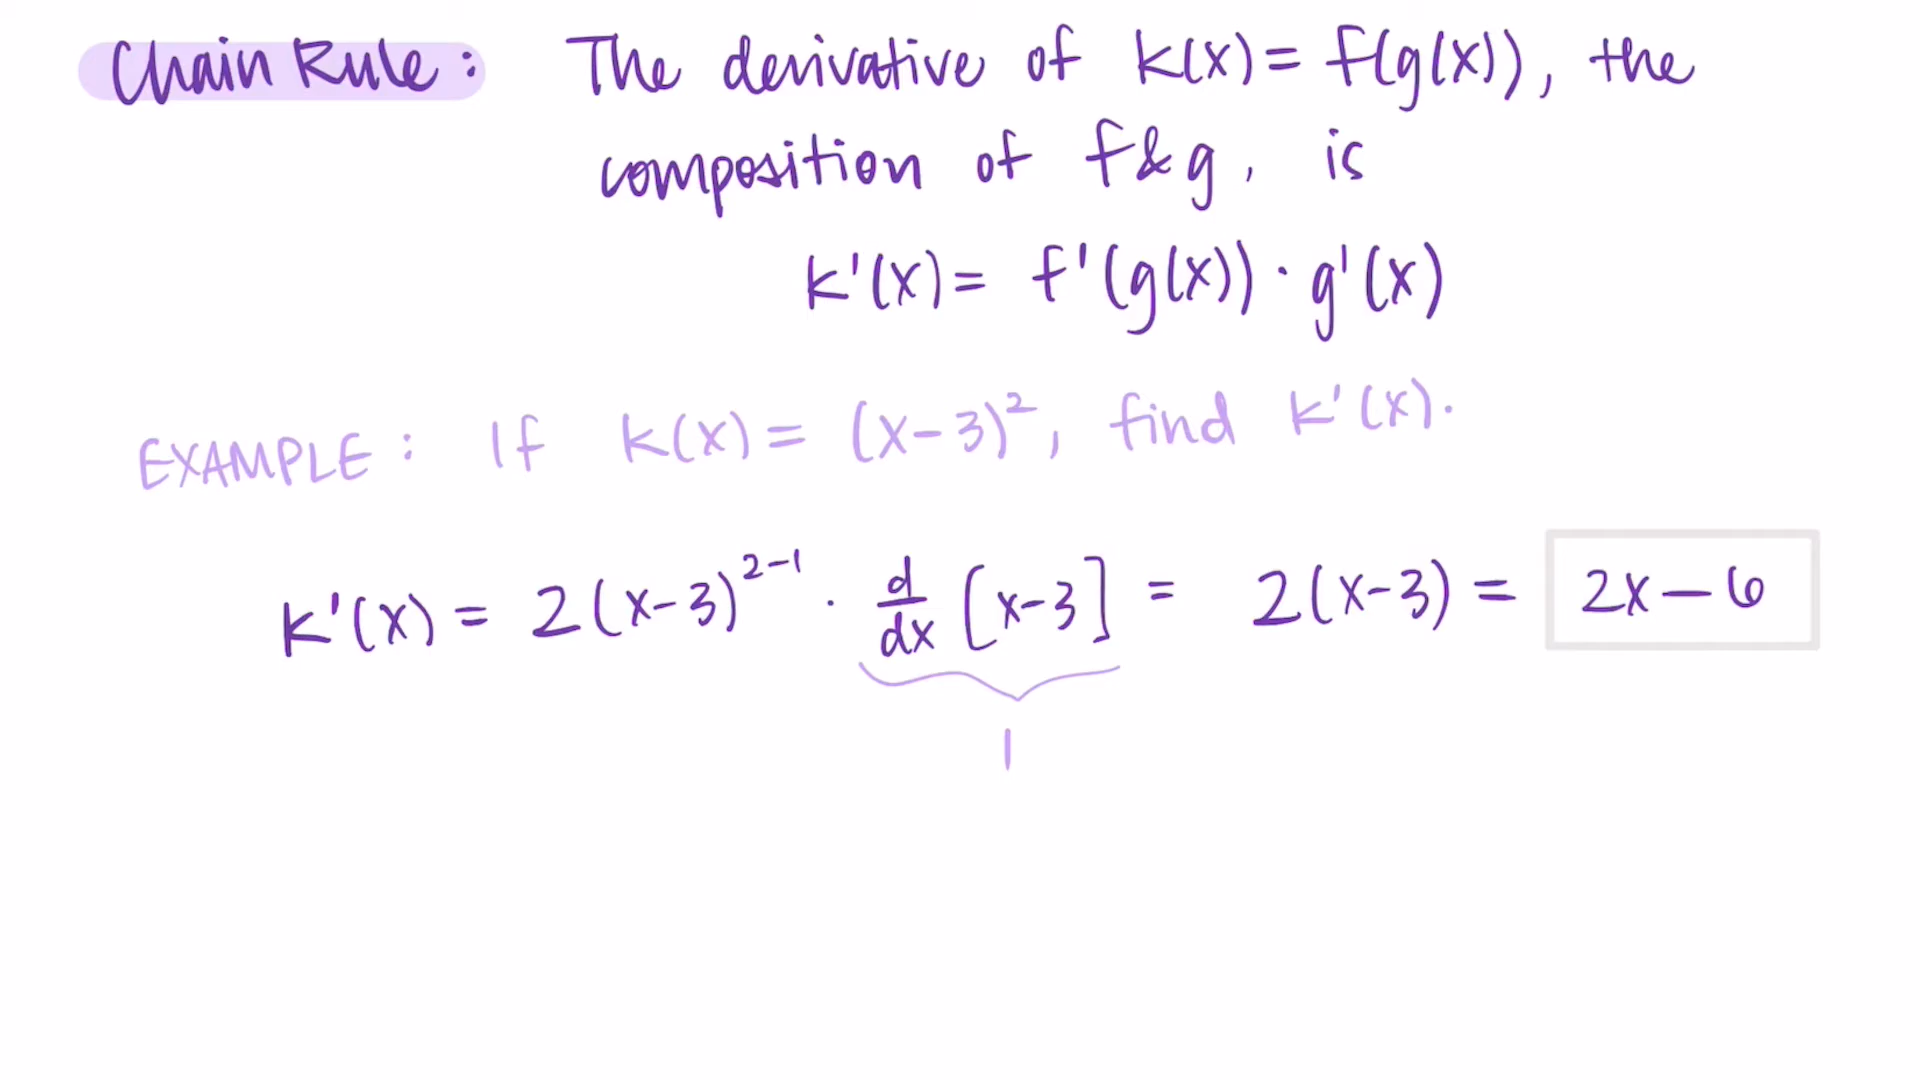 Chain Rule: The derivative of k(x) = f(g(x)), the
composition of f & g, is
k'(x) = f'(g(x)) · g'(x)
EXAMPLE: If k(x) = (x-3)², find k'(x).
k'(x) = 2(x-3)²⁻¹ · d/dx [x-3] = 2(x-3) = 2x-6
1